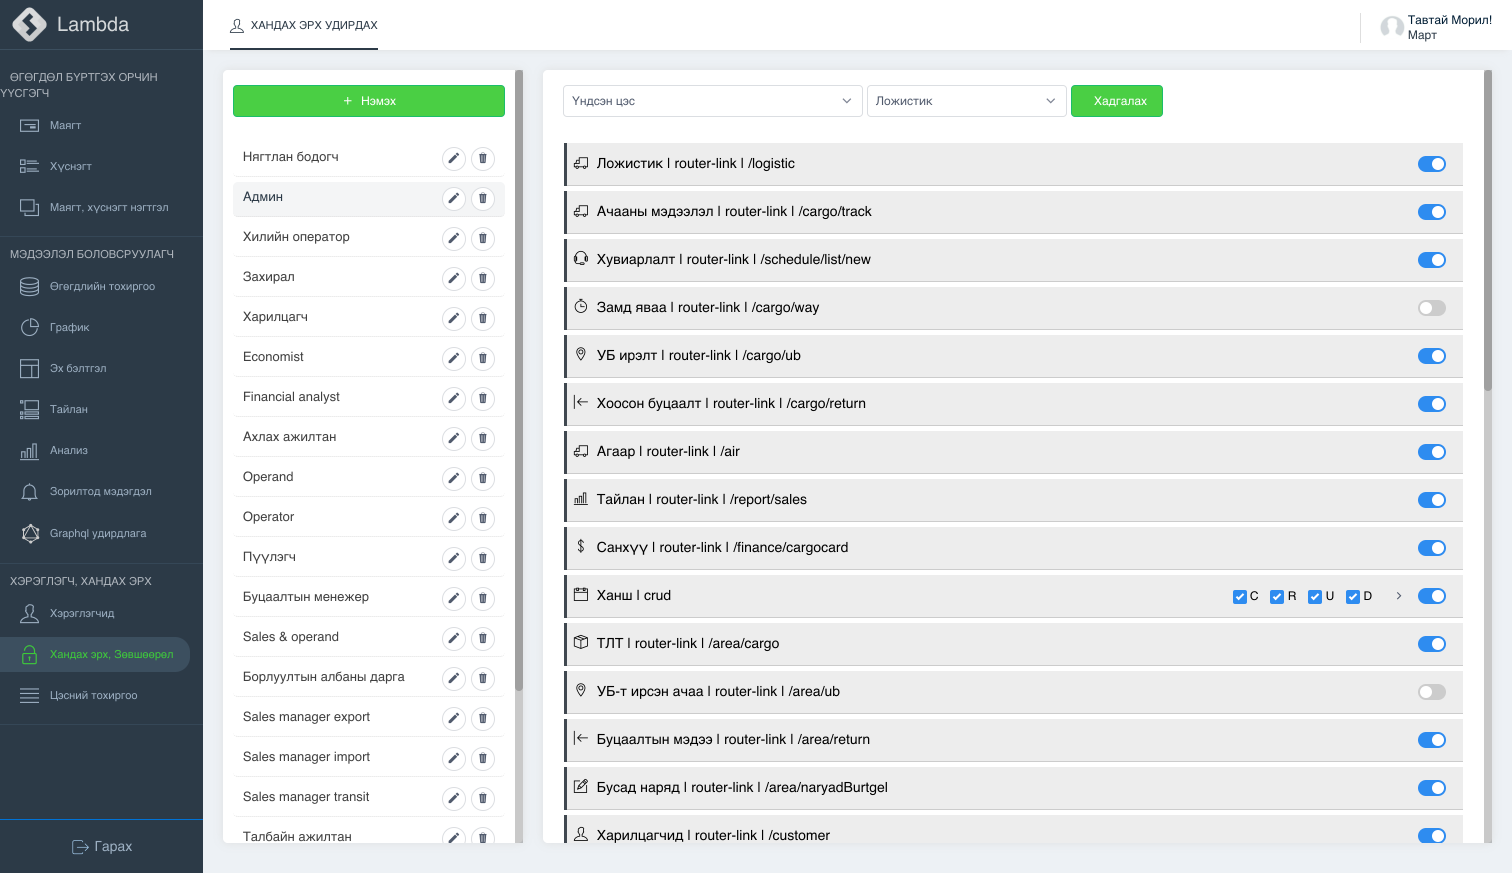 Lambda
ӨГӨГДӨЛ БҮРТГЭХ ОРЧИН
ҮҮСГЭГЧ
Маягт
Хүснэгт
Маягт, хүснэгт нэгтгэл
МЭДЭЭЛЭЛ БОЛОВСРУУЛАГЧ
Өгөгдлийн тохиргоо
График
Эх бэлтгэл
Тайлан
Анализ
Зорилтод мэдэгдэл
Graphql удирдлага
ХЭРЭГЛЭГЧ, ХАНДАХ ЭРХ
Хэрэглэгчид
Хандах эрх, Зөвшөөрөл
Цэсний тохиргоо
Гарах
ХАНДАХ ЭРХ УДИРДАХ
Тавтай Морил!
Март
+ Нэмэх
Нягтлан бодогч
Админ
Хилийн оператор
Захирал
Харилцагч
Economist
Financial analyst
Ахлах ажилтан
Operand
Operator
Пүүлэгч
Буцаалтын менежер
Sales & operand
Борлуултын албаны дарга
Sales manager export
Sales manager import
Sales manager transit
Талбайн ажилтан
Үндсэн цэс
Ложистик
Хадгалах
Ложистик | router-link | /logistic
Ачааны мэдээлэл | router-link | /cargo/track
Хувиарлалт | router-link | /schedule/list/new
Замд яваа | router-link | /cargo/way
УБ ирэлт | router-link | /cargo/ub
Хоосон буцаалт | router-link | /cargo/return
Агаар | router-link | /air
Тайлан | router-link | /report/sales
Санхүү | router-link | /finance/cargocard
Ханш | crud C R U D
ТЛТ | router-link | /area/cargo
УБ-т ирсэн ачаа | router-link | /area/ub
Буцаалтын мэдээ | router-link | /area/return
Бусад наряд | router-link | /area/naryadBurtgel
Харилцагчид | router-link | /customer